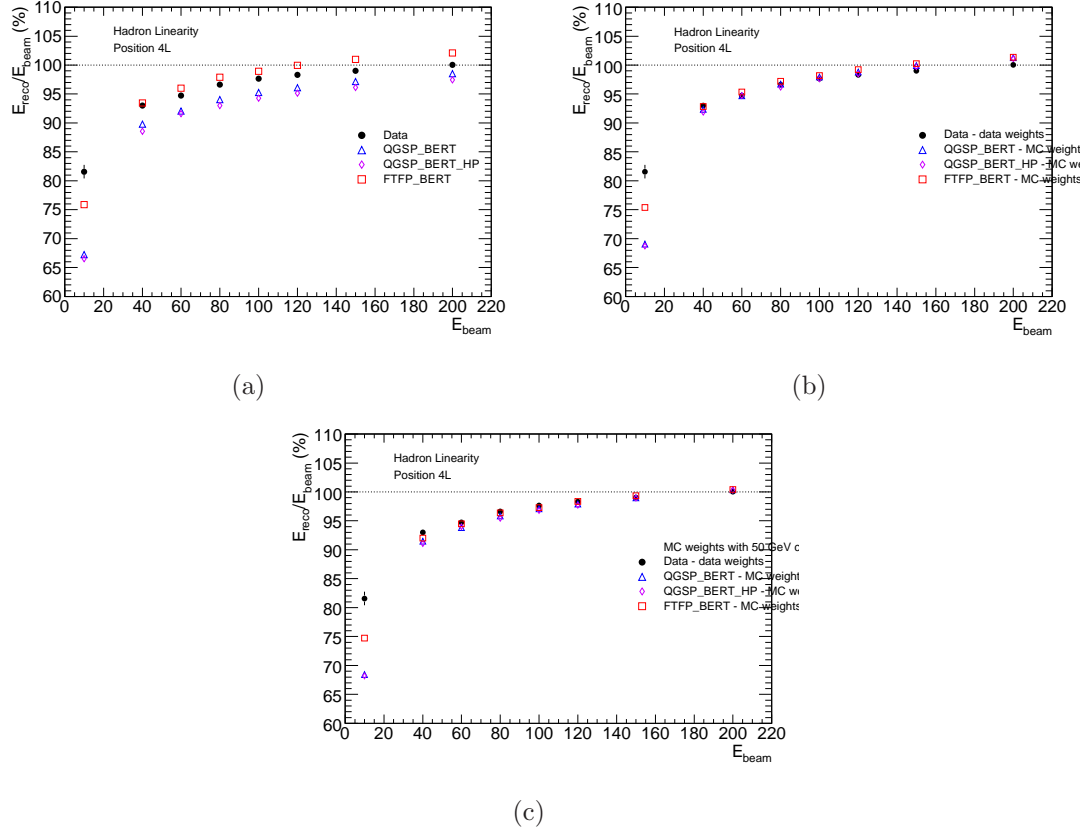 E_reco/E_beam (%)
110
105
100
95
90
85
80
75
70
65
60
Hadron Linearity
Position 4L
Data
QGSP_BERT
QGSP_BERT_HP
FTFP_BERT
0 20 40 60 80 100 120 140 160 180 200 220
E_beam
(a)
E_reco/E_beam (%)
110
105
100
95
90
85
80
75
70
65
60
Hadron Linearity
Position 4L
Data - data weights
QGSP_BERT - MC weight
QGSP_BERT_HP - MC we
FTFP_BERT - MC weights
0 20 40 60 80 100 120 140 160 180 200 220
E_beam
(b)
E_reco/E_beam (%)
110
105
100
95
90
85
80
75
70
65
60
Hadron Linearity
Position 4L
MC weights with 50 GeV c
Data - data weights
QGSP_BERT - MC weight
QGSP_BERT_HP - MC we
FTFP_BERT - MC weights
0 20 40 60 80 100 120 140 160 180 200 220
E_beam
(c)